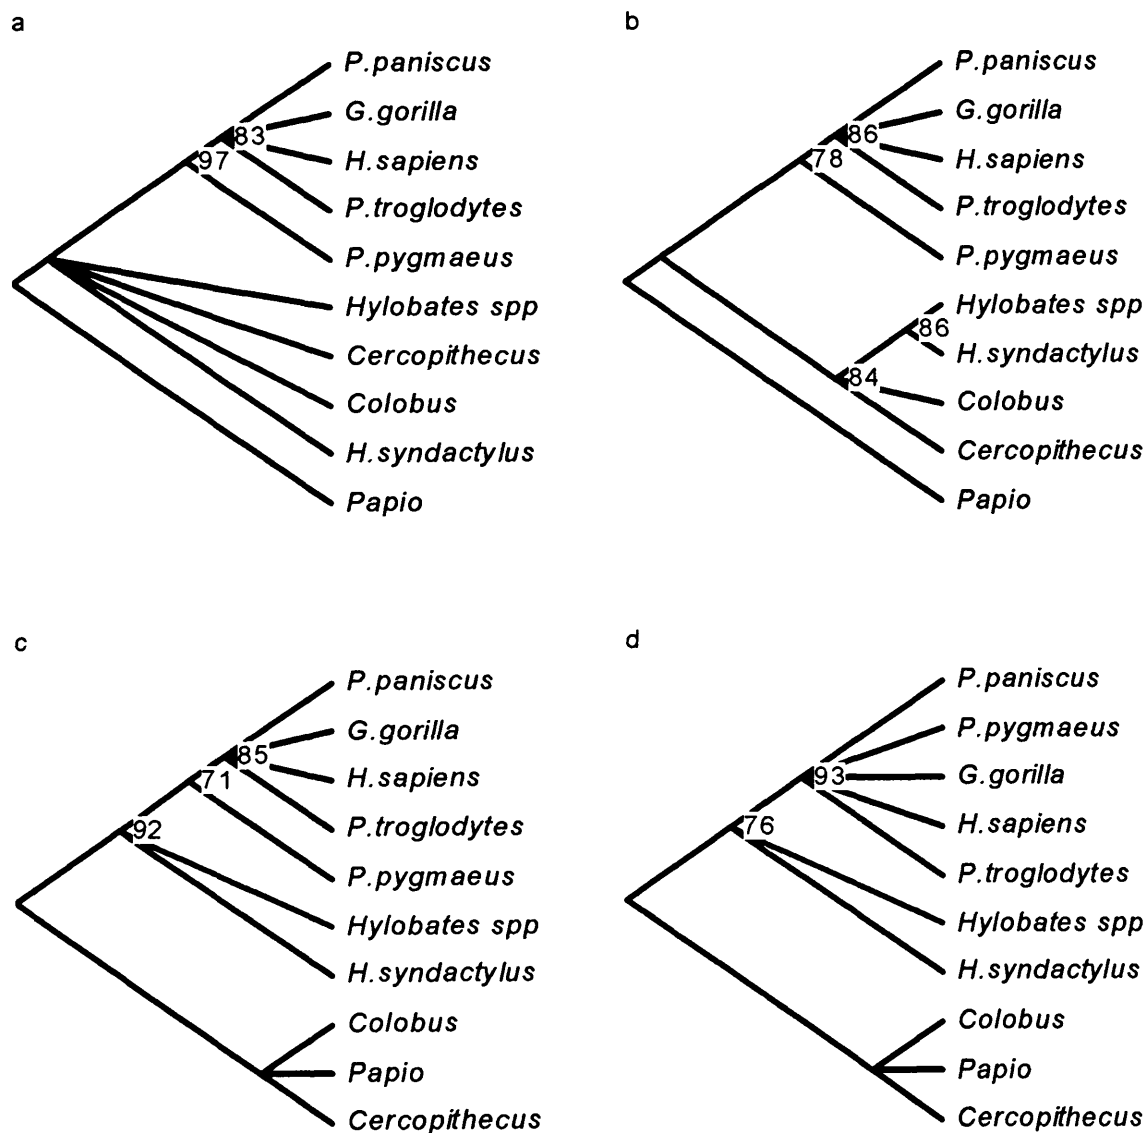 a
P.paniscus
G.gorilla
83
H.sapiens
97
P.troglodytes
P.pygmaeus
Hylobates spp
Cercopithecus
Colobus
H.syndactylus
Papio
b
P.paniscus
G.gorilla
86
H.sapiens
78
P.troglodytes
P.pygmaeus
Hylobates spp
86
H.syndactylus
84
Colobus
Cercopithecus
Papio
c
P.paniscus
G.gorilla
85
H.sapiens
71
P.troglodytes
92
P.pygmaeus
Hylobates spp
H.syndactylus
Colobus
Papio
Cercopithecus
d
P.paniscus
P.pygmaeus
93
G.gorilla
H.sapiens
76
P.troglodytes
Hylobates spp
H.syndactylus
Colobus
Papio
Cercopithecus